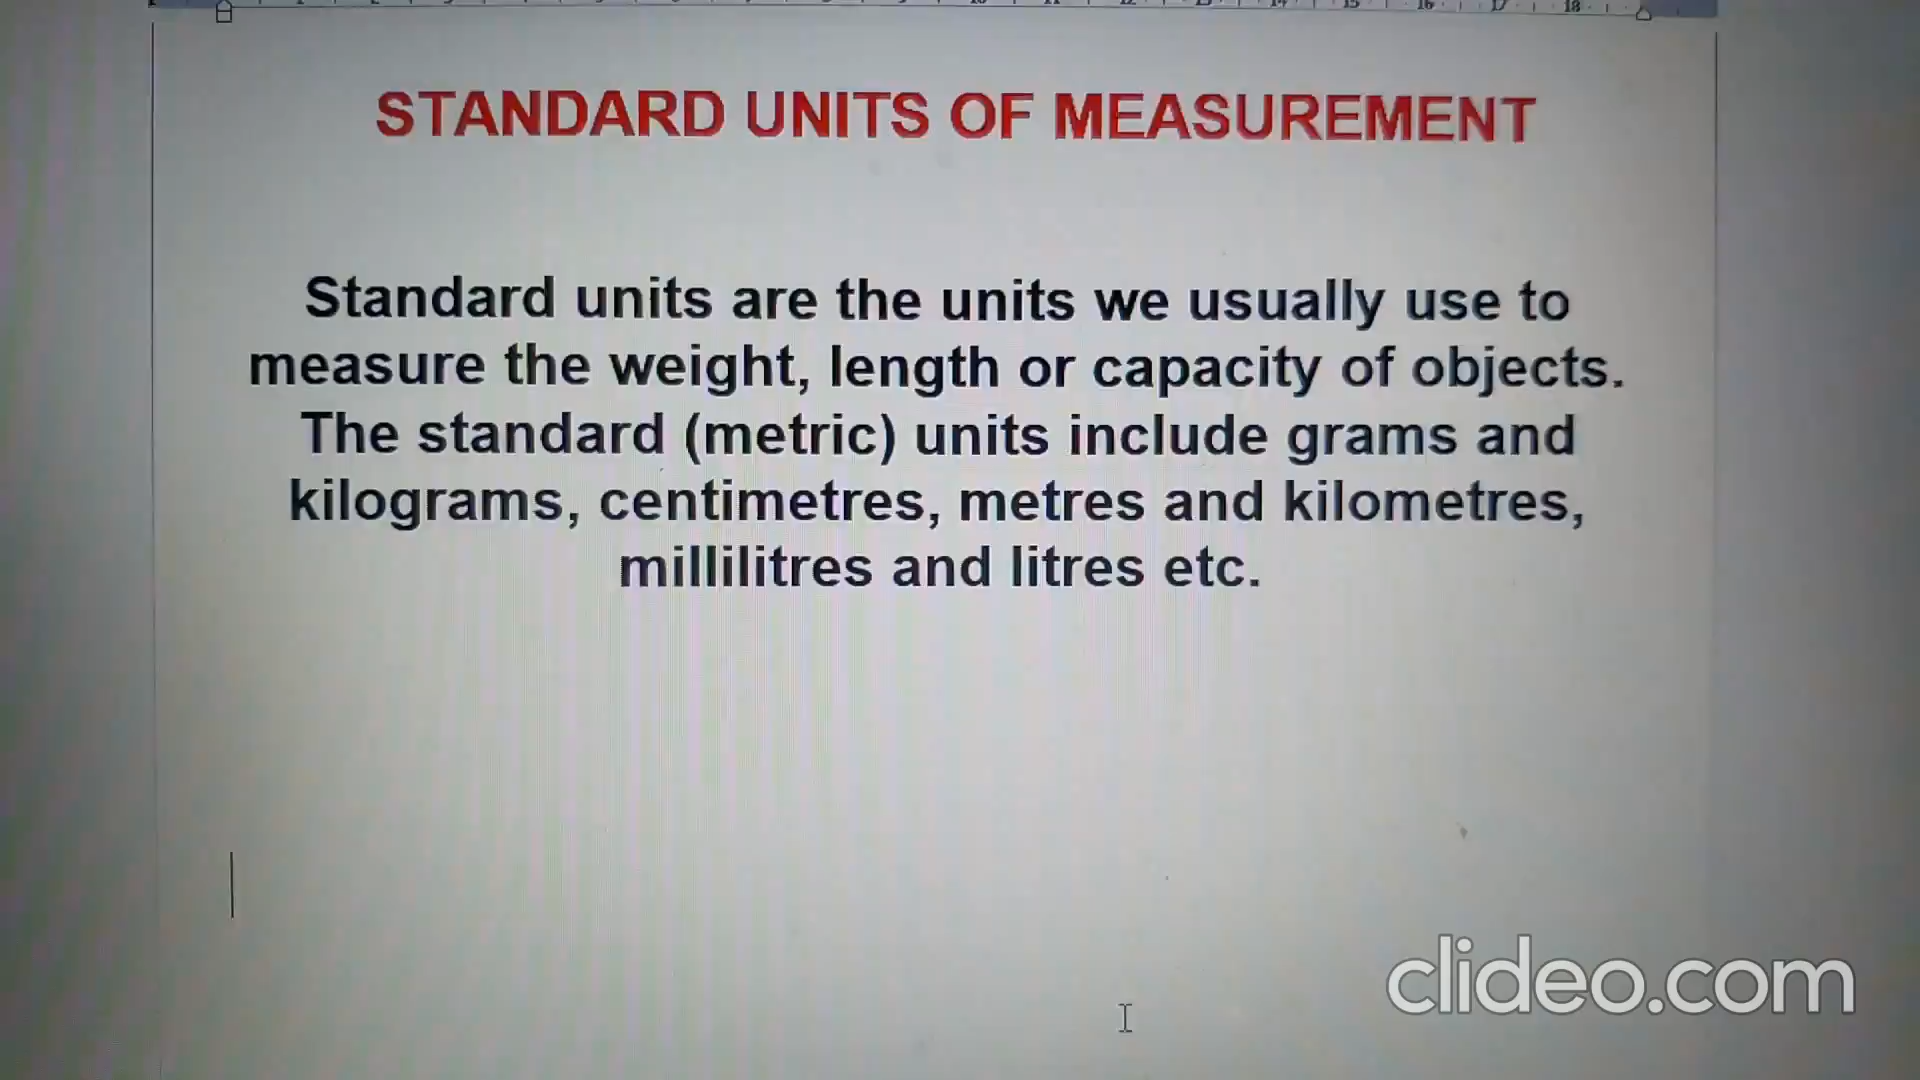 STANDARD UNITS OF MEASUREMENT
Standard units are the units we usually use to
measure the weight, length or capacity of objects.
The standard (metric) units include grams and
kilograms, centimetres, metres and kilometres,
millilitres and litres etc.
clideo.com